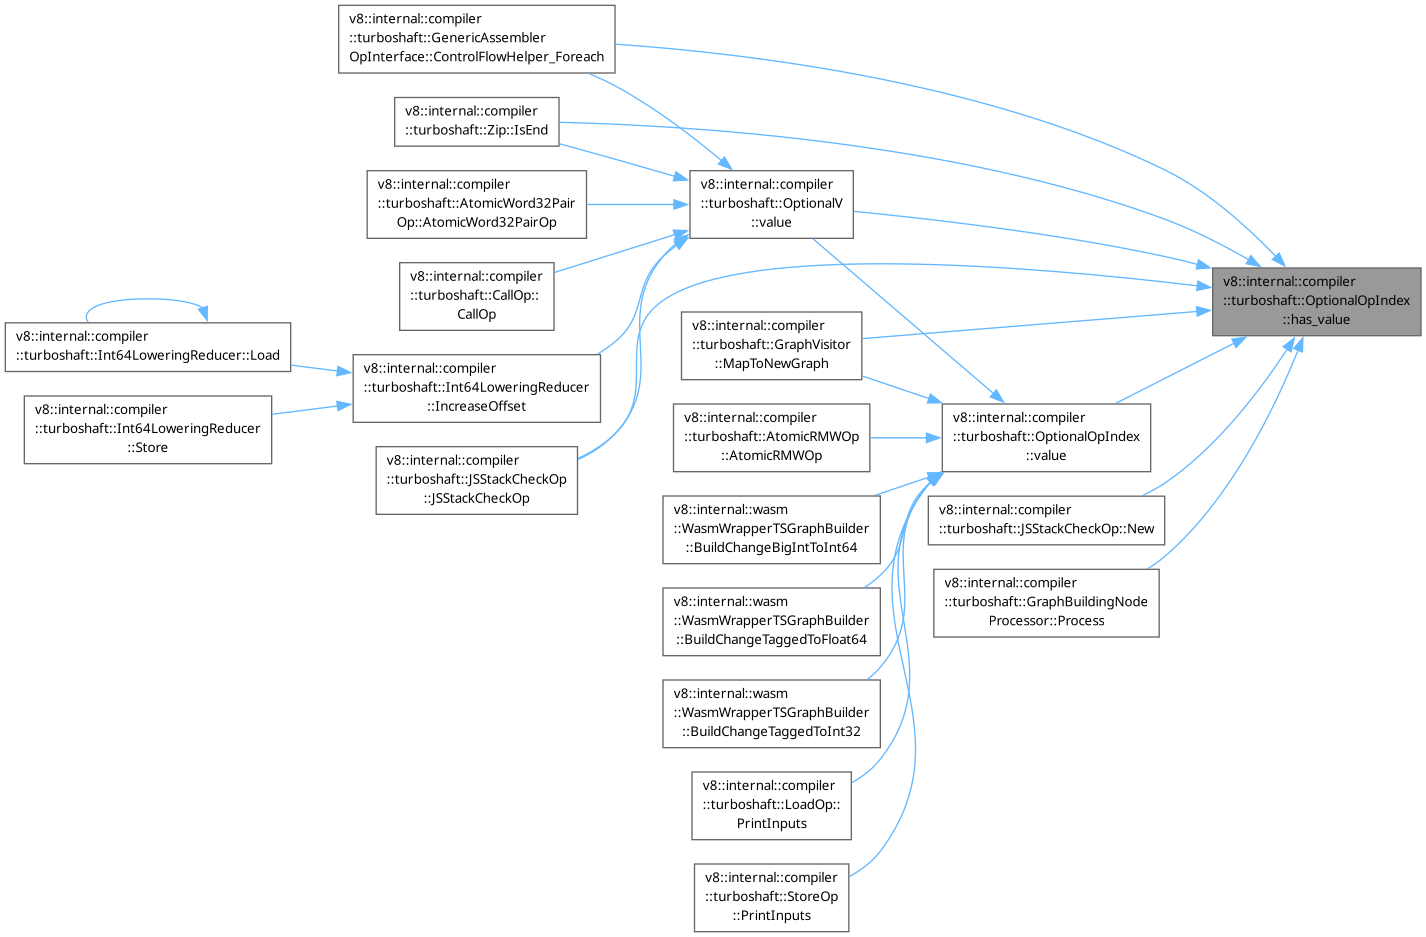 v8::internal::compiler
::turboshaft::GenericAssembler
OpInterface::ControlFlowHelper_Foreach
v8::internal::compiler
::turboshaft::Zip::IsEnd
v8::internal::compiler
::turboshaft::AtomicWord32Pair
Op::AtomicWord32PairOp
v8::internal::compiler
::turboshaft::OptionalV
::value
v8::internal::compiler
::turboshaft::CallOp::
CallOp
v8::internal::compiler
::turboshaft::OptionalOpIndex
::has_value
v8::internal::compiler
::turboshaft::Int64LoweringReducer::Load
v8::internal::compiler
::turboshaft::GraphVisitor
::MapToNewGraph
v8::internal::compiler
::turboshaft::Int64LoweringReducer
::IncreaseOffset
v8::internal::compiler
::turboshaft::Int64LoweringReducer
::Store
v8::internal::compiler
::turboshaft::AtomicRMWOp
::AtomicRMWOp
v8::internal::compiler
::turboshaft::OptionalOpIndex
::value
v8::internal::compiler
::turboshaft::JSStackCheckOp
::JSStackCheckOp
v8::internal::wasm
::WasmWrapperTSGraphBuilder
::BuildChangeBigIntToInt64
v8::internal::compiler
::turboshaft::JSStackCheckOp::New
v8::internal::compiler
::turboshaft::GraphBuildingNode
Processor::Process
v8::internal::wasm
::WasmWrapperTSGraphBuilder
::BuildChangeTaggedToFloat64
v8::internal::wasm
::WasmWrapperTSGraphBuilder
::BuildChangeTaggedToInt32
v8::internal::compiler
::turboshaft::LoadOp::
PrintInputs
v8::internal::compiler
::turboshaft::StoreOp
::PrintInputs